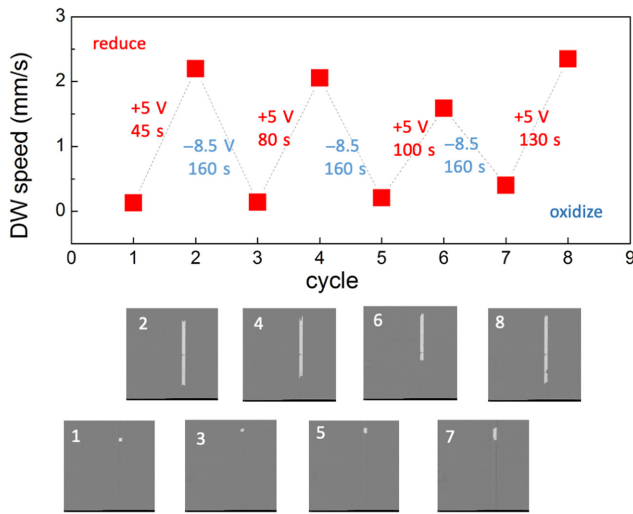 reduce
+5 V
45 s
−8.5 V
160 s
+5 V
80 s
−8.5
160 s
+5 V
100 s
−8.5
160 s
+5 V
130 s
oxidize
DW speed (mm/s)
3
2
1
0
0 1 2 3 4 5 6 7 8 9
cycle
2 4 6 8
1 3 5 7